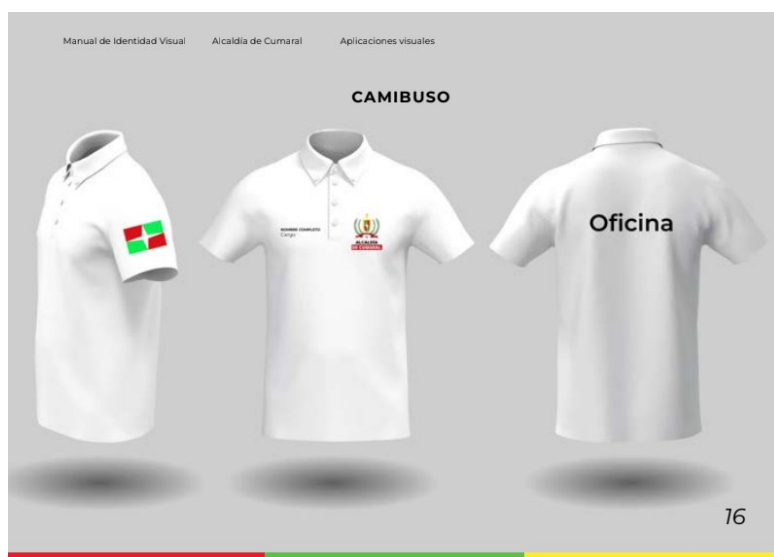 Manual de Identidad Visual Alcaldía de Cumaral Aplicaciones visuales
CAMIBUSO
NOMBRE COMPLETO
Cargo
ALCALDÍA
DE CUMARAL
Oficina
16